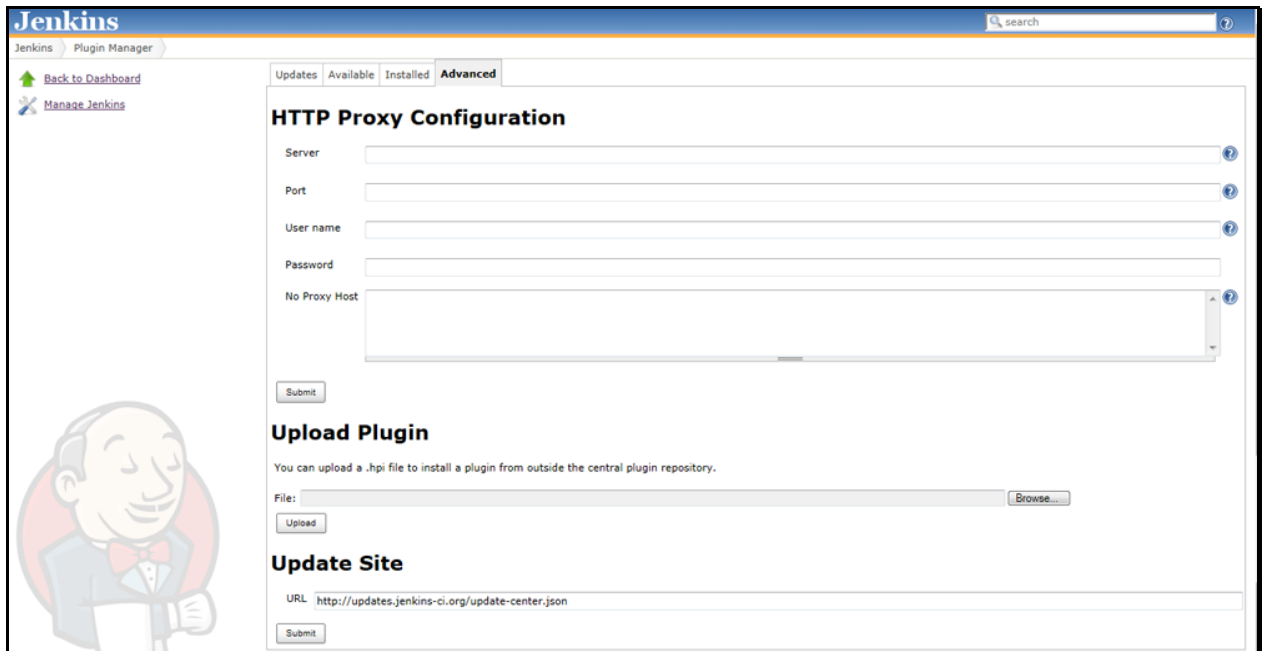 Jenkins
search
Jenkins Plugin Manager
Back to Dashboard
Manage Jenkins
Updates Available Installed Advanced
HTTP Proxy Configuration
Server
Port
User name
Password
No Proxy Host
Submit
Upload Plugin
You can upload a .hpi file to install a plugin from outside the central plugin repository.
File: Browse...
Upload
Update Site
URL http://updates.jenkins-ci.org/update-center.json
Submit